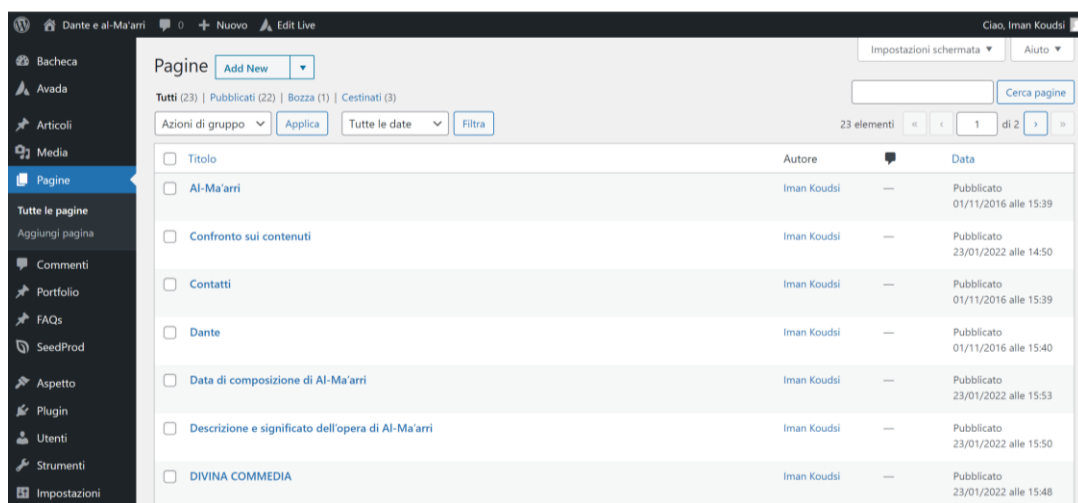 Dante e al-Ma'arri 0 + Nuovo Edit Live Ciao, Iman Koudsi
Impostazioni schermata ▼ Aiuto ▼
Bacheca
Avada
Articoli
Media
Pagine
Tutte le pagine
Aggiungi pagina
Commenti
Portfolio
FAQs
SeedProd
Aspetto
Plugin
Utenti
Strumenti
Impostazioni
Pagine Add New ▼
Tutti (23) | Pubblicati (22) | Bozza (1) | Cestinati (3)
Cerca pagine
Azioni di gruppo Applica Tutte le date Filtra 23 elementi « ‹ 1 di 2 › »
Titolo Autore Data
Al-Ma'arri Iman Koudsi — Pubblicato
01/11/2016 alle 15:39
Confronto sui contenuti Iman Koudsi — Pubblicato
23/01/2022 alle 14:50
Contatti Iman Koudsi — Pubblicato
01/11/2016 alle 15:39
Dante Iman Koudsi — Pubblicato
01/11/2016 alle 15:40
Data di composizione di Al-Ma'arri Iman Koudsi — Pubblicato
23/01/2022 alle 15:53
Descrizione e significato dell'opera di Al-Ma'arri Iman Koudsi — Pubblicato
23/01/2022 alle 15:50
DIVINA COMMEDIA Iman Koudsi — Pubblicato
23/01/2022 alle 15:48